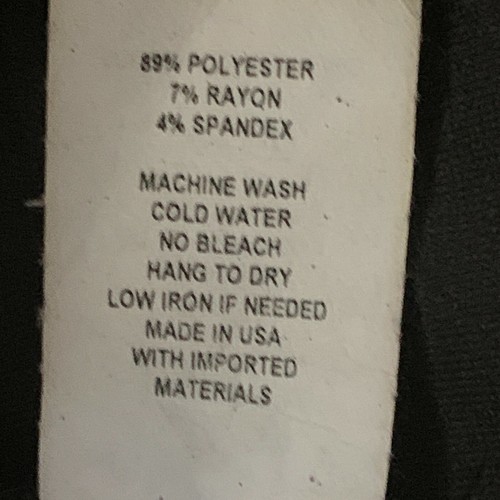 89% POLYESTER
7% RAYON
4% SPANDEX
MACHINE WASH
COLD WATER
NO BLEACH
HANG TO DRY
LOW IRON IF NEEDED
MADE IN USA
WITH IMPORTED
MATERIALS